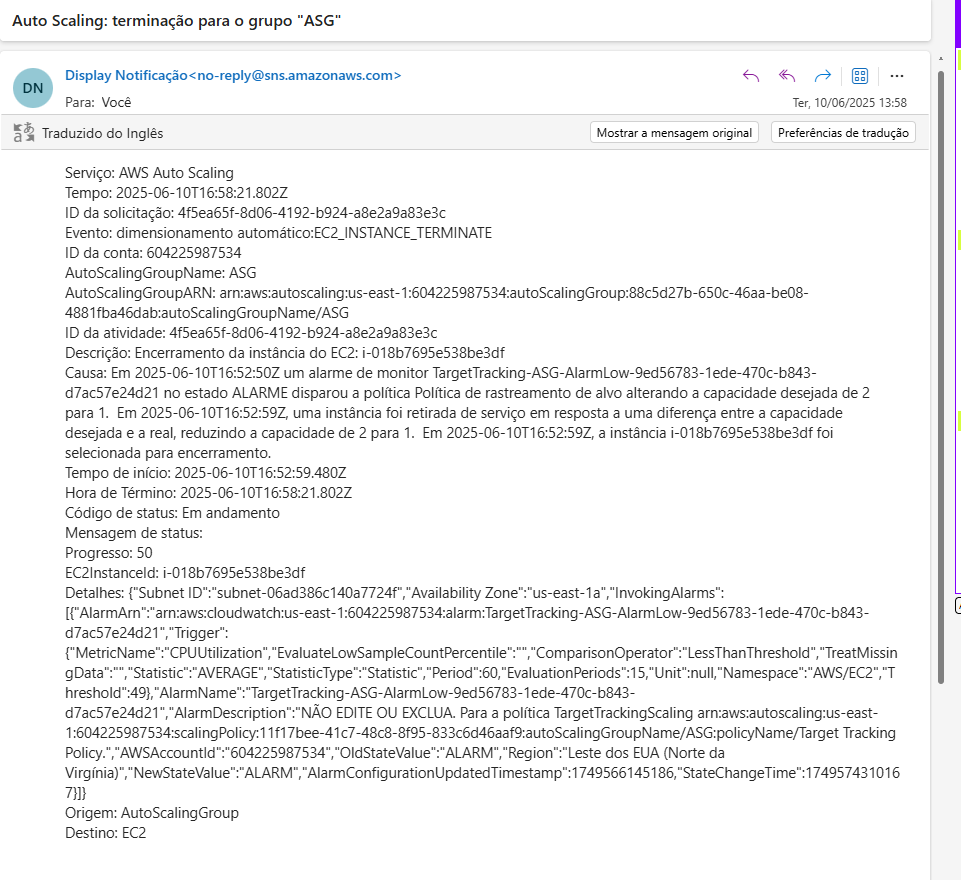 Auto Scaling: terminação para o grupo "ASG"
DN
Display Notificação<no-reply@sns.amazonaws.com>
Para: Você
Ter, 10/06/2025 13:58
Traduzido do Inglês
Mostrar a mensagem original
Preferências de tradução
Serviço: AWS Auto Scaling
Tempo: 2025-06-10T16:58:21.802Z
ID da solicitação: 4f5ea65f-8d06-4192-b924-a8e2a9a83e3c
Evento: dimensionamento automático:EC2_INSTANCE_TERMINATE
ID da conta: 604225987534
AutoScalingGroupName: ASG
AutoScalingGroupARN: arn:aws:autoscaling:us-east-1:604225987534:autoScalingGroup:88c5d27b-650c-46aa-be08-
4881fba46dab:autoScalingGroupName/ASG
ID da atividade: 4f5ea65f-8d06-4192-b924-a8e2a9a83e3c
Descrição: Encerramento da instância do EC2: i-018b7695e538be3df
Causa: Em 2025-06-10T16:52:50Z um alarme de monitor TargetTracking-ASG-AlarmLow-9ed56783-1ede-470c-b843-
d7ac57e24d21 no estado ALARME disparou a política Política de rastreamento de alvo alterando a capacidade desejada de 2
para 1.  Em 2025-06-10T16:52:59Z, uma instância foi retirada de serviço em resposta a uma diferença entre a capacidade
desejada e a real, reduzindo a capacidade de 2 para 1.  Em 2025-06-10T16:52:59Z, a instância i-018b7695e538be3df foi
selecionada para encerramento.
Tempo de início: 2025-06-10T16:52:59.480Z
Hora de Término: 2025-06-10T16:58:21.802Z
Código de status: Em andamento
Mensagem de status:
Progresso: 50
EC2InstanceId: i-018b7695e538be3df
Detalhes: {"Subnet ID":"subnet-06ad386c140a7724f","Availability Zone":"us-east-1a","InvokingAlarms":
[{"AlarmArn":"arn:aws:cloudwatch:us-east-1:604225987534:alarm:TargetTracking-ASG-AlarmLow-9ed56783-1ede-470c-b843-
d7ac57e24d21","Trigger":
{"MetricName":"CPUUtilization","EvaluateLowSampleCountPercentile":"","ComparisonOperator":"LessThanThreshold","TreatMissin
gData":"","Statistic":"AVERAGE","StatisticType":"Statistic","Period":60,"EvaluationPeriods":15,"Unit":null,"Namespace":"AWS/EC2","T
hreshold":49},"AlarmName":"TargetTracking-ASG-AlarmLow-9ed56783-1ede-470c-b843-
d7ac57e24d21","AlarmDescription":"NÃO EDITE OU EXCLUA. Para a política TargetTrackingScaling arn:aws:autoscaling:us-east-
1:604225987534:scalingPolicy:11f17bee-41c7-48c8-8f95-833c6d46aaf9:autoScalingGroupName/ASG:policyName/Target Tracking
Policy.","AWSAccountId":"604225987534","OldStateValue":"ALARM","Region":"Leste dos EUA (Norte da
Virgínia)","NewStateValue":"ALARM","AlarmConfigurationUpdatedTimestamp":1749566145186,"StateChangeTime":174957431016
7}]}
Origem: AutoScalingGroup
Destino: EC2